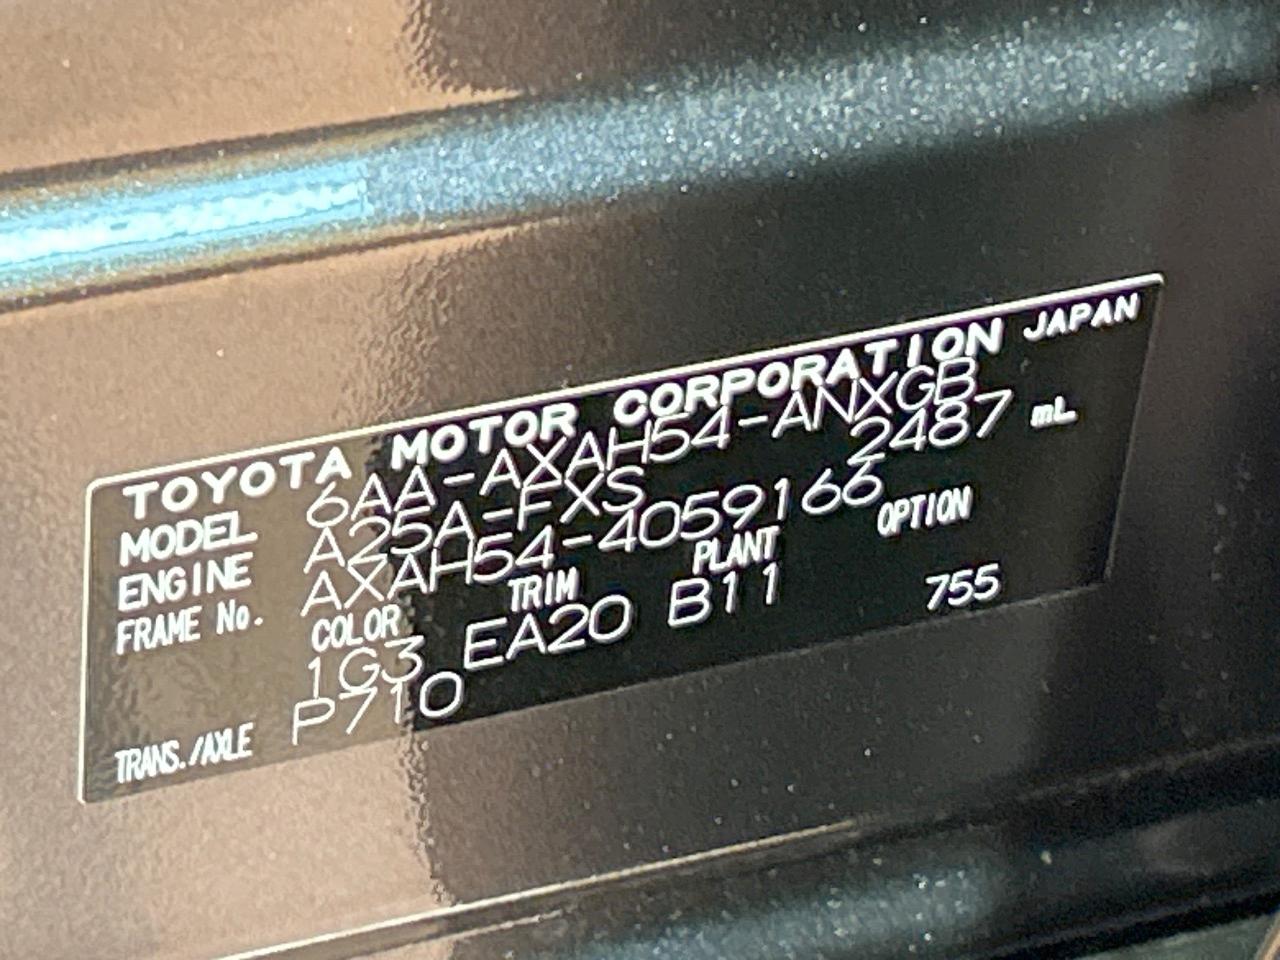 TOYOTA MOTOR CORPORATION JAPAN
MODEL 6AA-AXAH54-ANXGB
ENGINE A25A-FXS 2487 mL
FRAME No. AXAH54-4059166
COLOR TRIM PLANT OPTION
1G3 EA20 B11 755
TRANS./AXLE P710